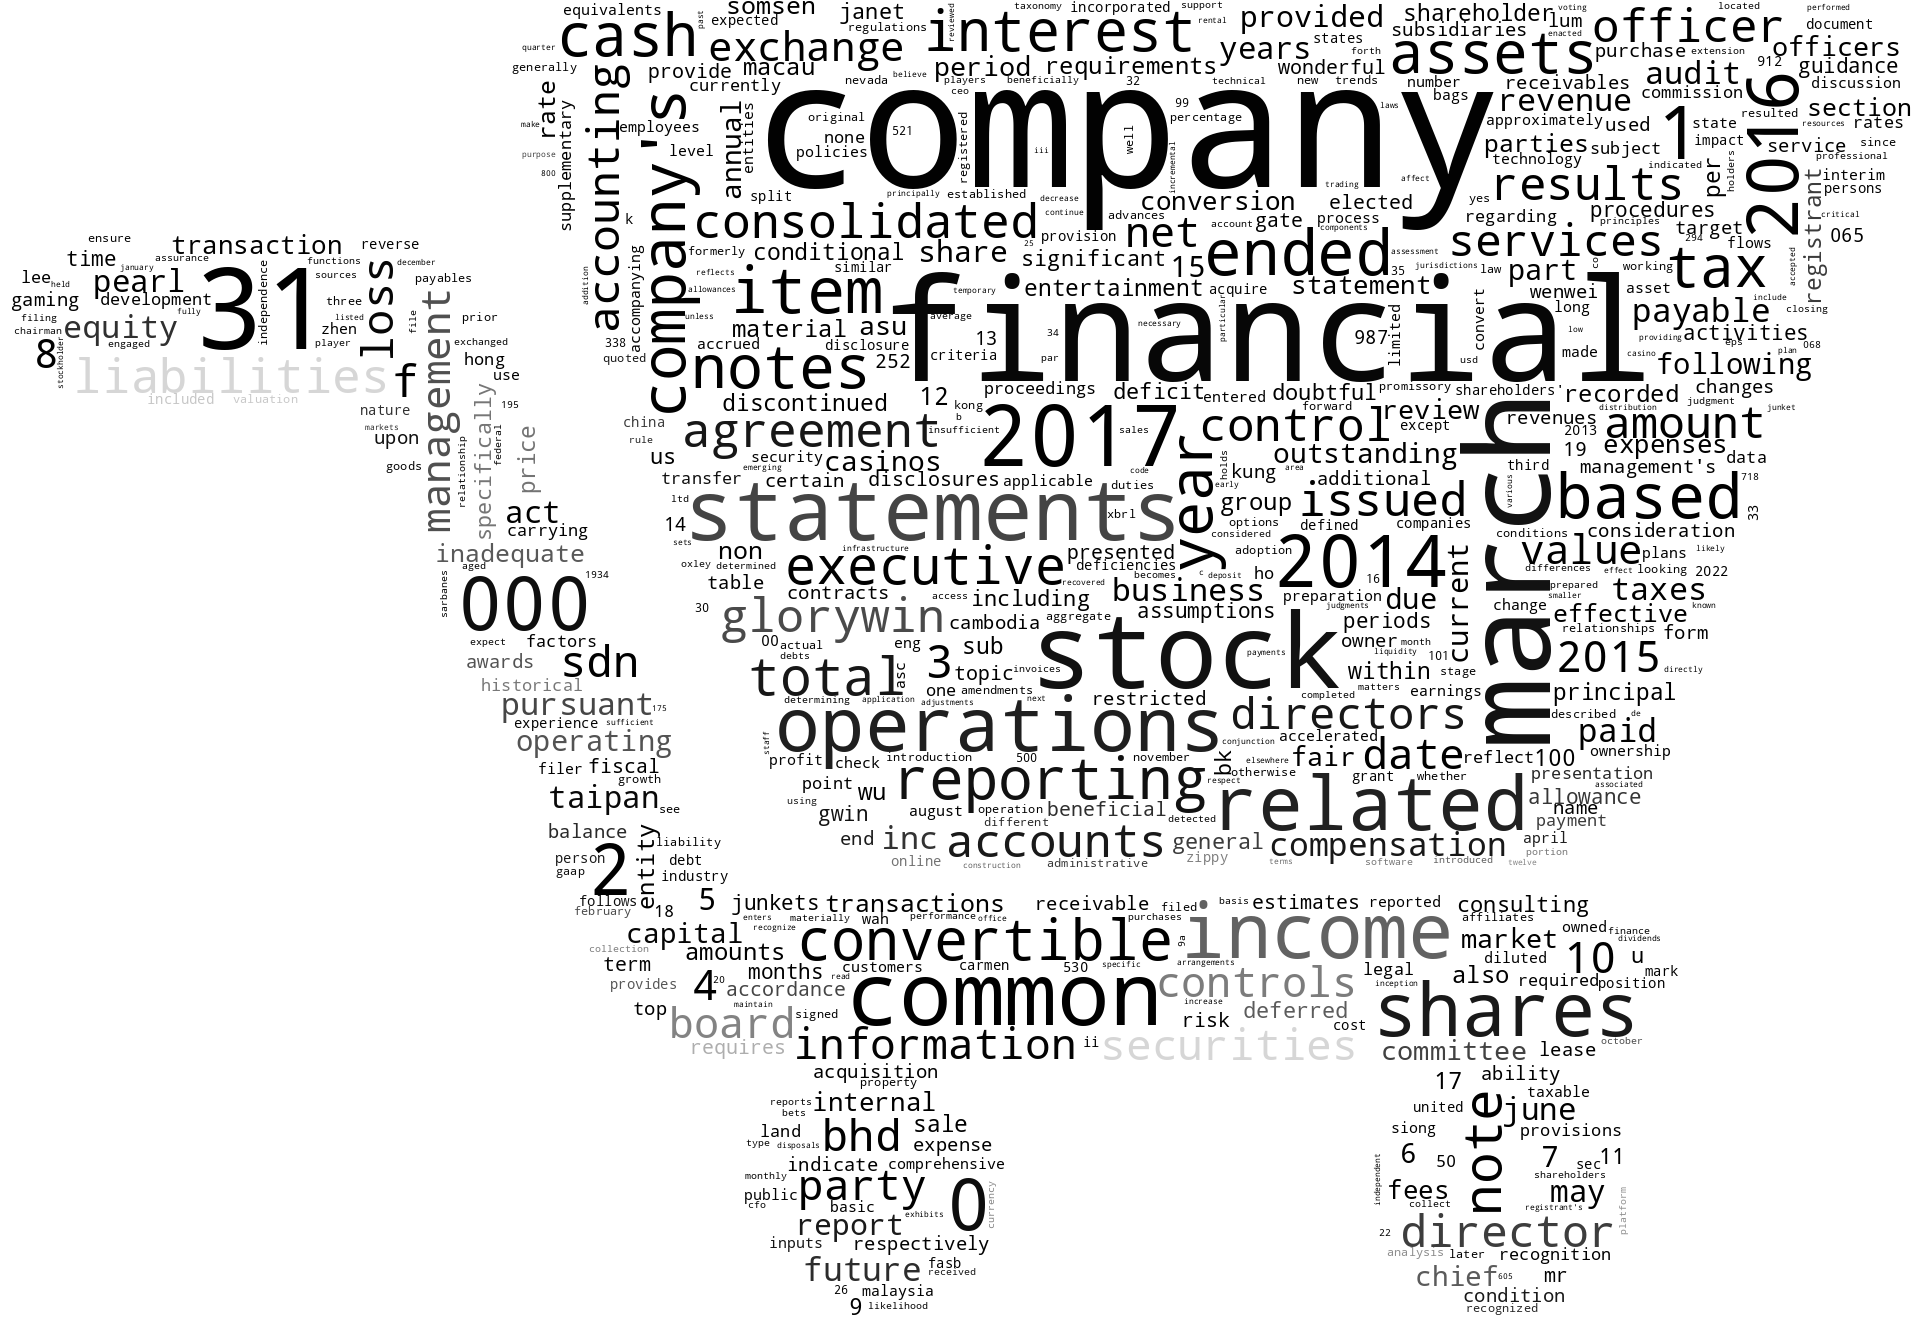 equivalents somsen janet taxonomy incorporated support shareholder voting located performed
past expected regulations reviewed rental provided lum officer document
cash exchange interest years states subsidiaries enacted assets purchase extension officers
quarter generally provide macau period requirements forth wonderful receivables audit 912 guidance
currently nevada believe players beneficially 32 technical new trends number commission discussion
ceo 99 percentage bags revenue 2016 resulted section
rate accounting company's annual company laws approximately used 1 state resources rates
make supplementary employees entities original none 521 registered well parties subject impact service since
purpose level policies iii incremental technology indicated holders professional
800 split principally established decrease trading affect results per interim persons
k continue conversion elected yes procedures registrant critical
consolidated provision advances account gate process regarding principles target 065
ensure transaction reverse formerly conditional share 25 net components services 294 flows
time assurance functions december similar significant 15 ended assessment law part co tax accepted
lee held january pearl 31 independence sources loss payables reflects 35 jurisdictions working
gaming development three addition accompanying allowances item temporary entertainment acquire statement wenwei asset include
filing fully listed file prior unless average financial particular long payable closing
chairman equity zhen management material asu 13 34 necessary limited convert low activities
8 engaged player exchanged 338 accrued disclosure criteria par 987 usd made casino providing eps 068
stockholder liabilities f hong quoted notes 252 following plan
included valuation use 12 proceedings deficit doubtful promissory shareholders' recorded changes
nature 195 discontinued kong entered forward review judgment
markets upon china b 2017 sales control except revenues distribution amount junket
specifically federal price rule agreement insufficient year 2013
goods relationship us security casinos outstanding march 19 expenses
transfer emerging certain disclosures applicable code duties holds kung area third management's data
ltd statements early group additional issued various based 718
act 14 xbrl options defined companies 33
carrying sets non infrastructure considered conditions consideration
inadequate oxley determined executive presented deficiencies adoption 2014 current value plans likely
aged 1934 table recovered becomes c deposit ho 16 differences effect looking 2022
sarbanes 000 contracts access including business preparation due prepared smaller taxes
30 glorywin cambodia aggregate assumptions judgments change effective known
expect factors 00 actual eng stock periods relationships form
awards sdn debts asc 3 sub payments owner month 2015
historical total topic invoices liquidity 101 within stage directly
pursuant 175 one amendments matters earnings principal
experience sufficient determining application adjustments next restricted completed directors described de
operating staff operations conjunction accelerated paid
filer fiscal profit check introduction 500 november bk elsewhere fair date reflect 100 ownership
growth point reporting respect otherwise grant whether presentation
taipan see using wu august operation beneficial related associated allowance
balance gwin different detected name payment
liability end inc accounts general compensation april
person 2 entity debt online construction administrative zippy terms software introduced portion
gaap industry twelve
follows 5 junkets transactions receivable filed basis estimates reported consulting
february 18 enters materially wah performance office purchases income affiliates
capital recognize convertible 9a market owned finance
collection amounts customers carmen 530 specific arrangements diluted 10 dividends u
term months read legal also mark
provides 4 20 accordance common controls inception required position
top maintain signed increase deferred shares
board risk cost october
requires information ii securities committee lease
acquisition 17 ability
property taxable
reports internal united june
bets note
land bhd sale siong provisions
type disposals expense 6 50 7 sec 11
indicate comprehensive independent shareholders
monthly party fees may
public basic 0 currency collect registrant's platform
cfo report exhibits 22 director
inputs respectively analysis later recognition
future fasb chief 605 mr
received
26 malaysia condition
9 likelihood recognized